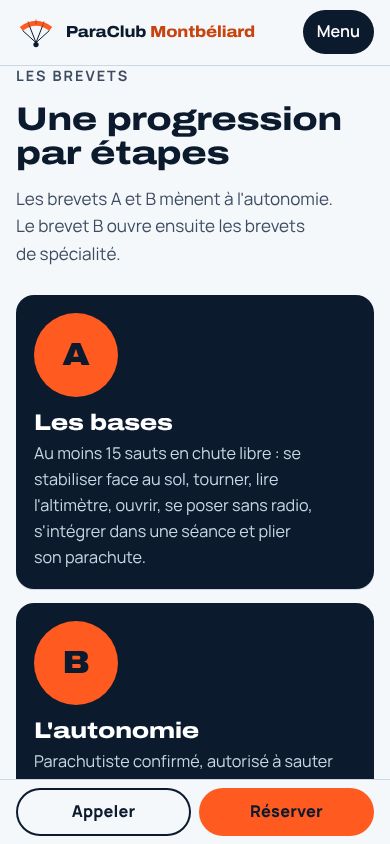 ParaClub Montbéliard
Menu
LES BREVETS
Une progression
par étapes
Les brevets A et B mènent à l'autonomie.
Le brevet B ouvre ensuite les brevets
de spécialité.
A
Les bases
Au moins 15 sauts en chute libre : se
stabiliser face au sol, tourner, lire
l'altimètre, ouvrir, se poser sans radio,
s'intégrer dans une séance et plier
son parachute.
B
L'autonomie
Parachutiste confirmé, autorisé à sauter
Appeler
Réserver